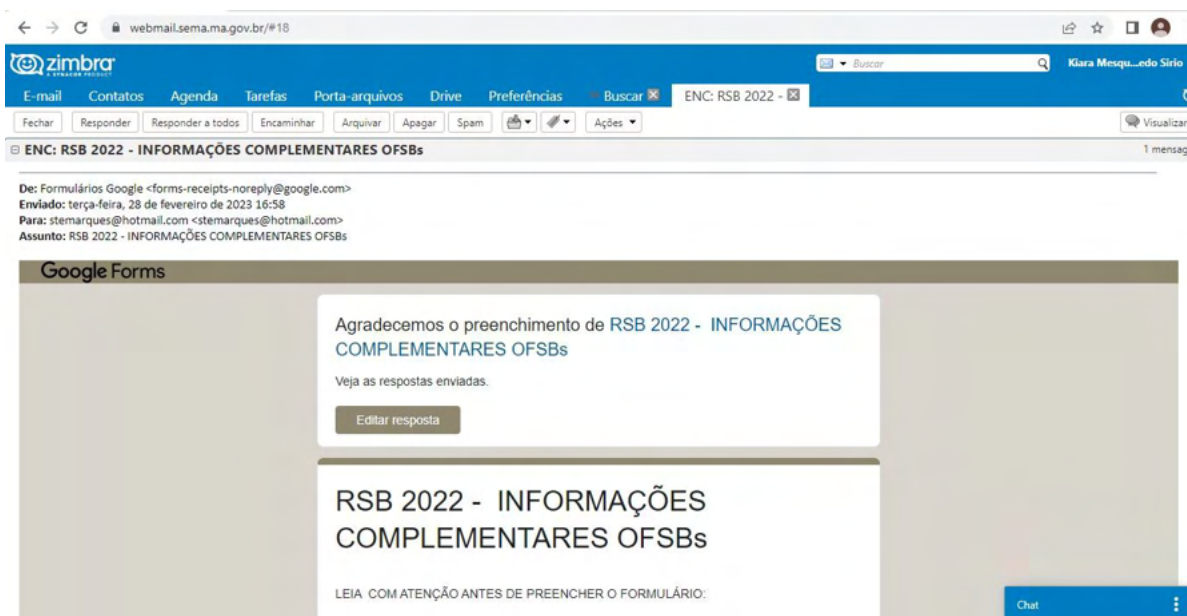 webmail.sema.ma.gov.br/#18
zimbra
A SYNACOR PRODUCT
Buscar
Kiara Mesqu...edo Sirio
E-mail Contatos Agenda Tarefas Porta-arquivos Drive Preferências Buscar ENC: RSB 2022 -
Fechar Responder Responder a todos Encaminhar Arquivar Apagar Spam Ações Visualizar
ENC: RSB 2022 - INFORMAÇÕES COMPLEMENTARES OFSBs 1 mensag
De: Formulários Google <forms-receipts-noreply@google.com>
Enviado: terça-feira, 28 de fevereiro de 2023 16:58
Para: stemarques@hotmail.com <stemarques@hotmail.com>
Assunto: RSB 2022 - INFORMAÇÕES COMPLEMENTARES OFSBs
Google Forms
Agradecemos o preenchimento de RSB 2022 - INFORMAÇÕES
COMPLEMENTARES OFSBs
Veja as respostas enviadas.
Editar resposta
RSB 2022 - INFORMAÇÕES
COMPLEMENTARES OFSBs
LEIA COM ATENÇÃO ANTES DE PREENCHER O FORMULÁRIO:
Chat